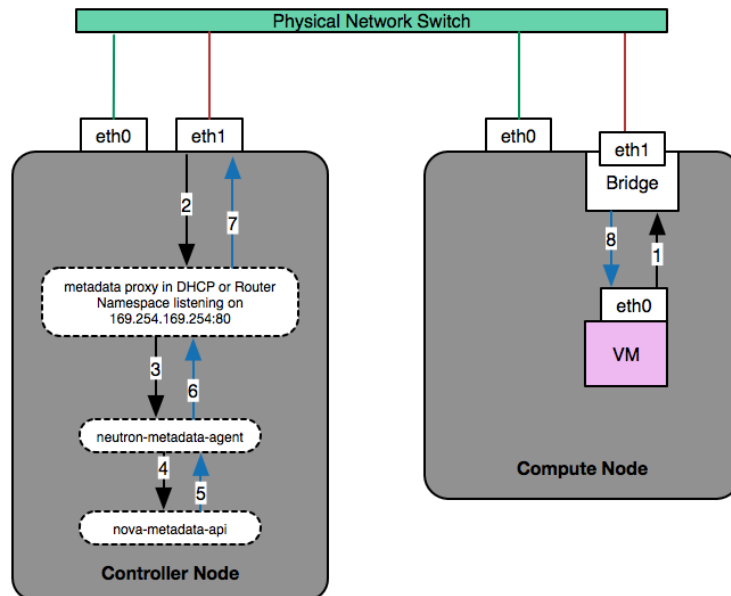 Physical Network Switch
eth0
eth1
eth0
eth1
Bridge
2
7
8
1
metadata proxy in DHCP or Router
Namespace listening on
169.254.169.254:80
eth0
VM
3
6
neutron-metadata-agent
4
5
nova-metadata-api
Compute Node
Controller Node